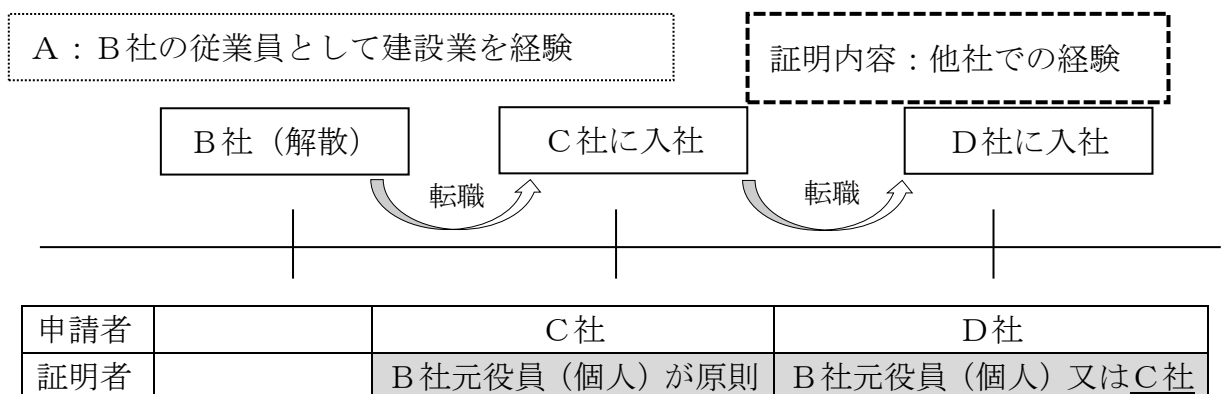 Ａ：Ｂ社の従業員として建設業を経験
証明内容：他社での経験
Ｂ社（解散）
Ｃ社に入社
Ｄ社に入社
転職
転職
申請者 Ｃ社 Ｄ社
証明者 Ｂ社元役員（個人）が原則 Ｂ社元役員（個人）又はＣ社